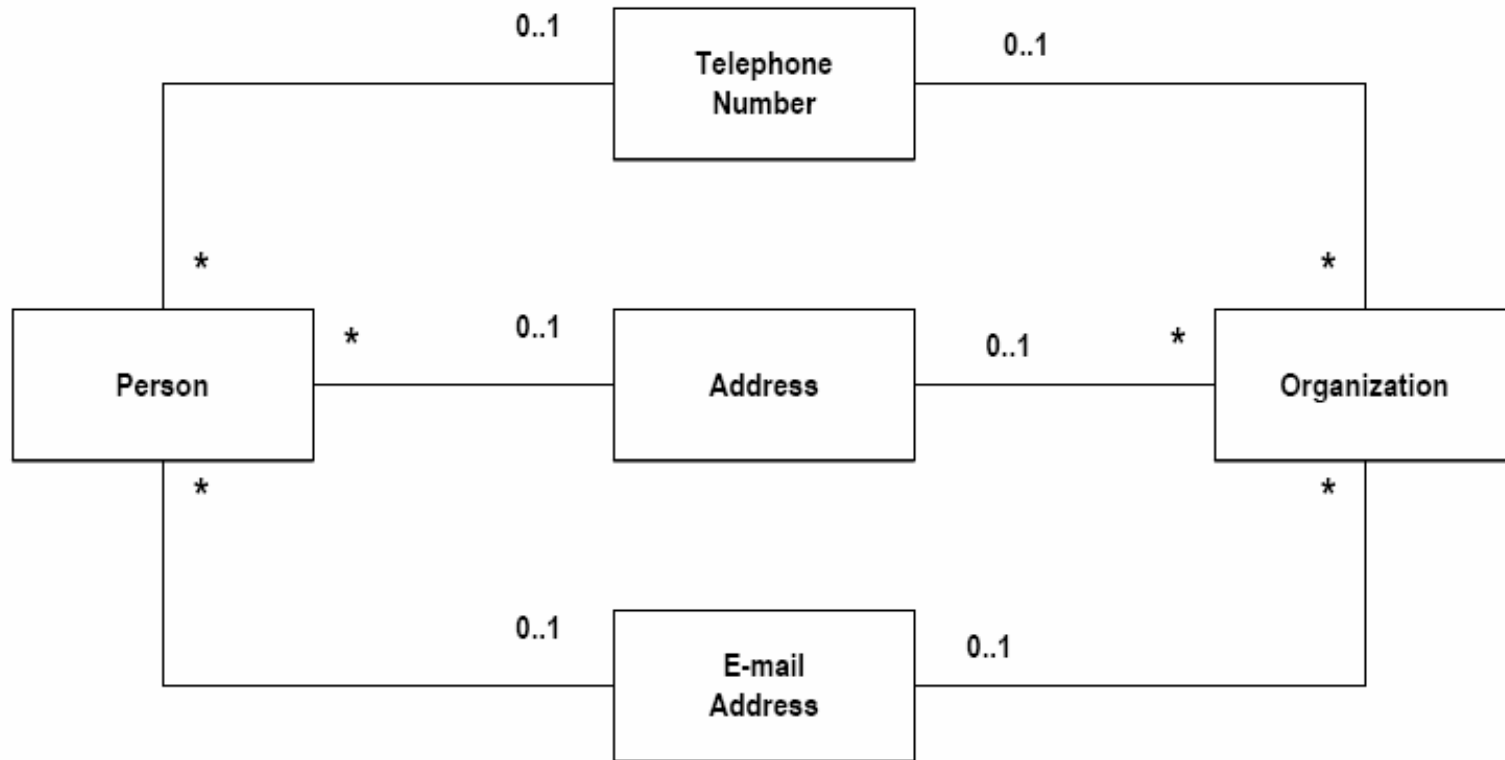 0..1
Telephone
Number
0..1
*
*
Person
*
0..1
Address
0..1
*
Organization
*
*
0..1
E-mail
Address
0..1